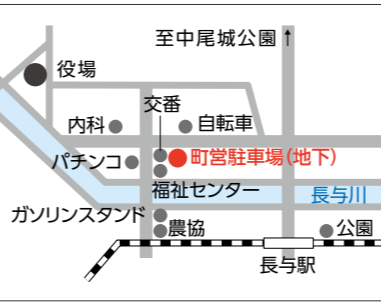 至中尾城公園↑
役場
交番
内科
自転車
パチンコ
町営駐車場(地下)
福祉センター
長与川
ガソリンスタンド
農協
公園
長与駅